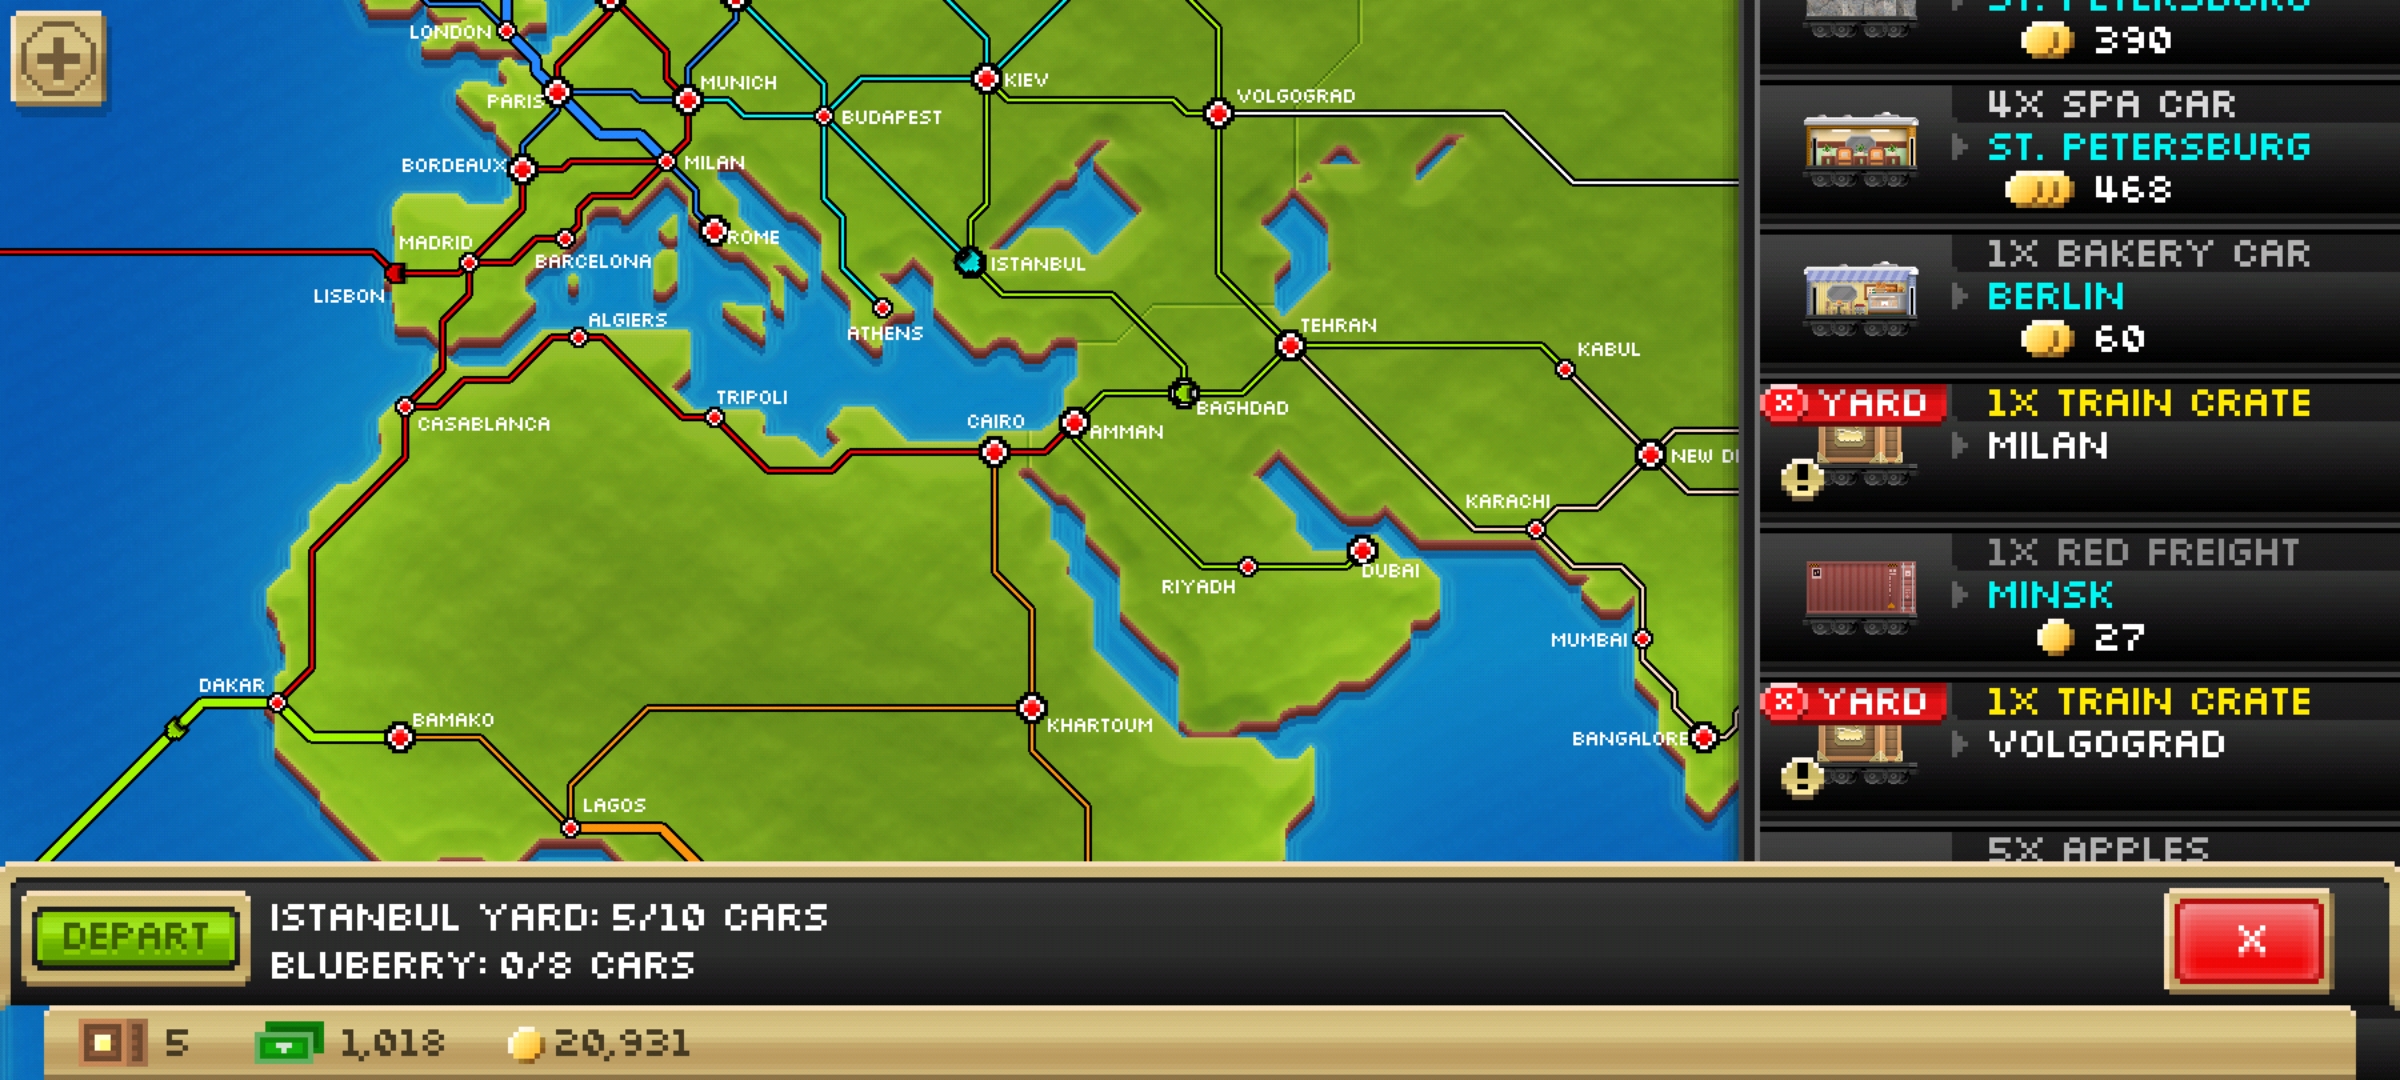 LONDON
PARIS
MUNICH
KIEV
BUDAPEST
VOLGOGRAD
BORDEAUX
MILAN
MADRID
ROME
BARCELONA
ISTANBUL
LISBON
ALGIERS
ATHENS
TEHRAN
KABUL
TRIPOLI
CASABLANCA
CAIRO
AMMAN
BAGHDAD
NEW D
KARACHI
RIYADH
DUBAI
MUMBAI
DAKAR
BAMAKO
KHARTOUM
BANGALORE
LAGOS
ST. PETERSBURG
390
4X SPA CAR
ST. PETERSBURG
468
1X BAKERY CAR
BERLIN
60
YARD
1X TRAIN CRATE
MILAN
1X RED FREIGHT
MINSK
27
YARD
1X TRAIN CRATE
VOLGOGRAD
5X APPLES
DEPART
ISTANBUL YARD: 5/10 CARS
BLUBERRY: 0/8 CARS
X
5
1,018
20,931